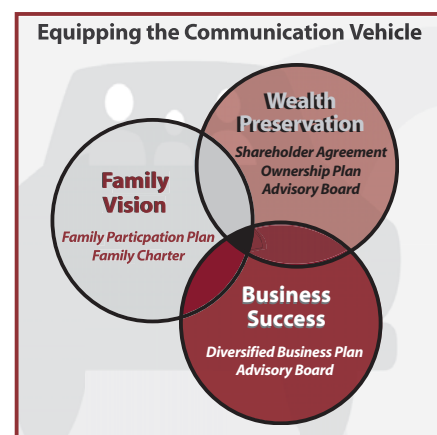 Equipping the Communication Vehicle
Wealth
Preservation
Shareholder Agreement
Ownership Plan
Advisory Board
Family
Vision
Family Particpation Plan
Family Charter
Business
Success
Diversified Business Plan
Advisory Board